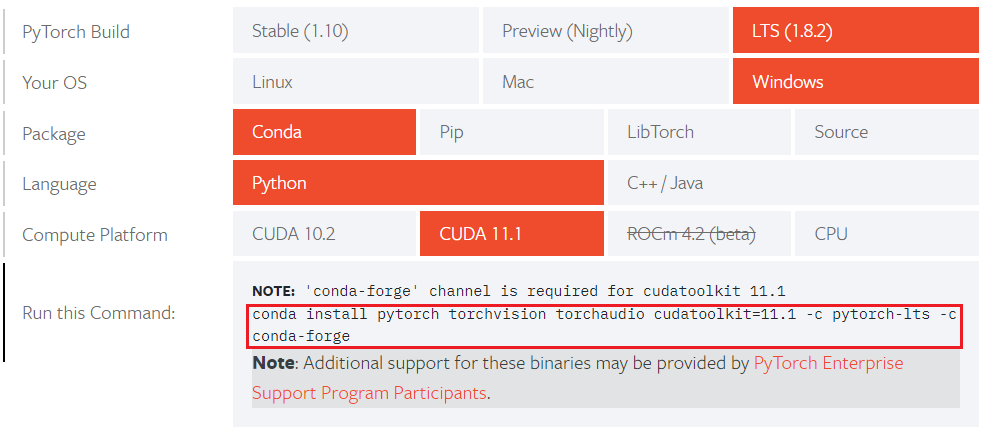 PyTorch Build Stable (1.10) Preview (Nightly) LTS (1.8.2)
Your OS Linux Mac Windows
Package Conda Pip LibTorch Source
Language Python C++ / Java
Compute Platform CUDA 10.2 CUDA 11.1 ROCm 4.2 (beta) CPU
Run this Command:
NOTE: 'conda-forge' channel is required for cudatoolkit 11.1
conda install pytorch torchvision torchaudio cudatoolkit=11.1 -c pytorch-lts -c
conda-forge
Note: Additional support for these binaries may be provided by PyTorch Enterprise
Support Program Participants.